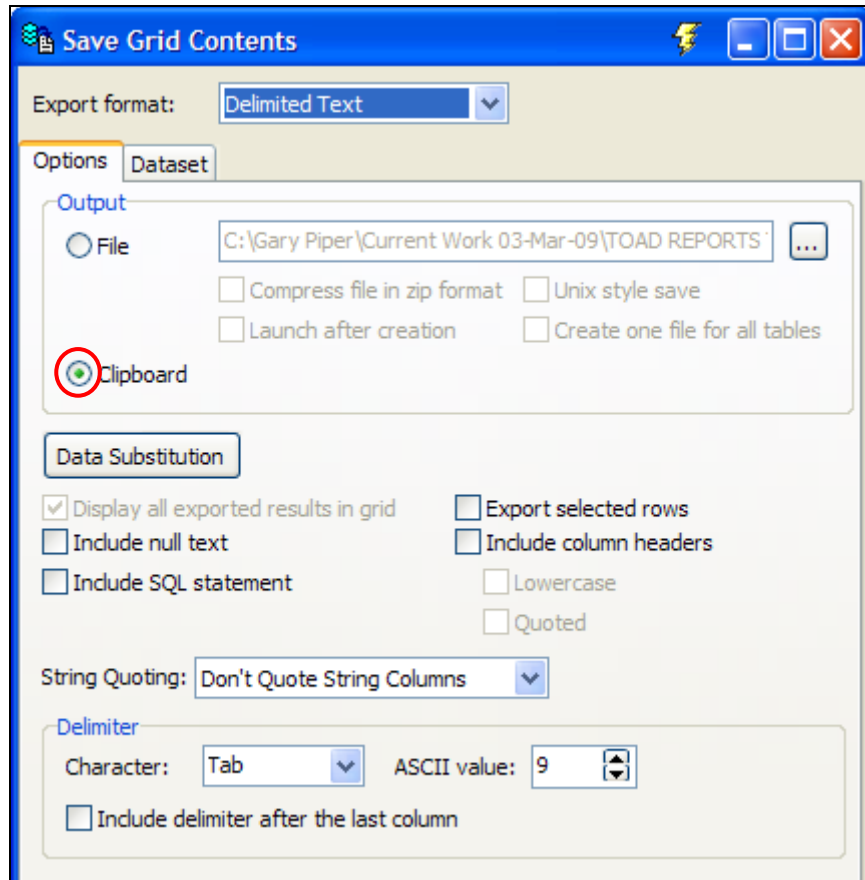 Save Grid Contents
Export format: Delimited Text
Options Dataset
Output
File C:\Gary Piper\Current Work 03-Mar-09\TOAD REPORTS ...
Compress file in zip format Unix style save
Launch after creation Create one file for all tables
Clipboard
Data Substitution
Display all exported results in grid Export selected rows
Include null text Include column headers
Include SQL statement Lowercase
Quoted
String Quoting: Don't Quote String Columns
Delimiter
Character: Tab ASCII value: 9
Include delimiter after the last column